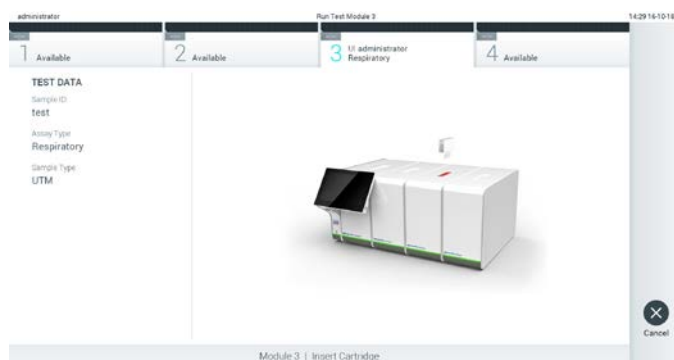 administrator
Run Test Module 3
14:29 16-10-18
1 Available
2 Available
3 UI administrator
Respiratory
4 Available
TEST DATA
Sample ID
test
Assay Type
Respiratory
Sample Type
UTM
Cancel
Module 3 | Insert Cartridge